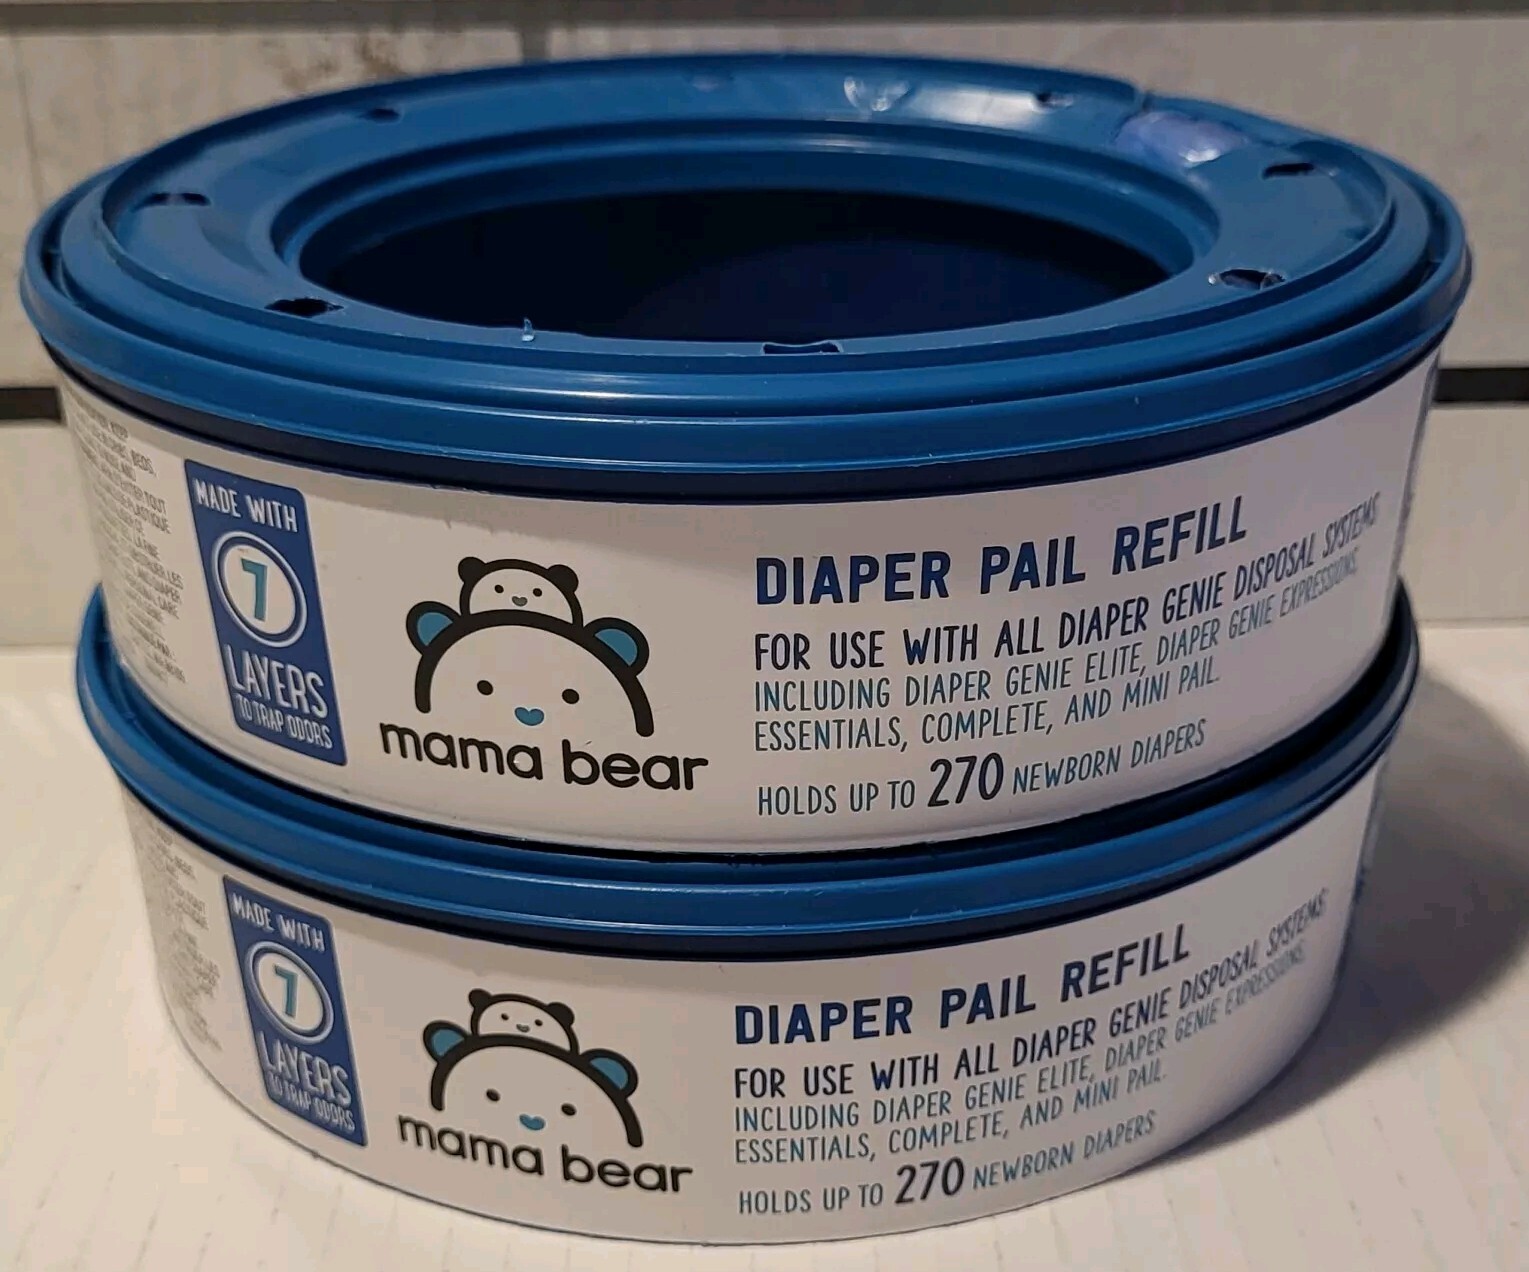 MADE WITH
7
LAYERS
TO TRAP ODORS
mama bear
DIAPER PAIL REFILL
FOR USE WITH ALL DIAPER GENIE DISPOSAL SYSTEMS
INCLUDING DIAPER GENIE ELITE, DIAPER GENIE EXPRESSIONS,
ESSENTIALS, COMPLETE, AND MINI PAIL.
HOLDS UP TO 270 NEWBORN DIAPERS
MADE WITH
7
LAYERS
TO TRAP ODORS
mama bear
DIAPER PAIL REFILL
FOR USE WITH ALL DIAPER GENIE DISPOSAL SYSTEMS
INCLUDING DIAPER GENIE ELITE, DIAPER GENIE EXPRESSIONS,
ESSENTIALS, COMPLETE, AND MINI PAIL.
HOLDS UP TO 270 NEWBORN DIAPERS